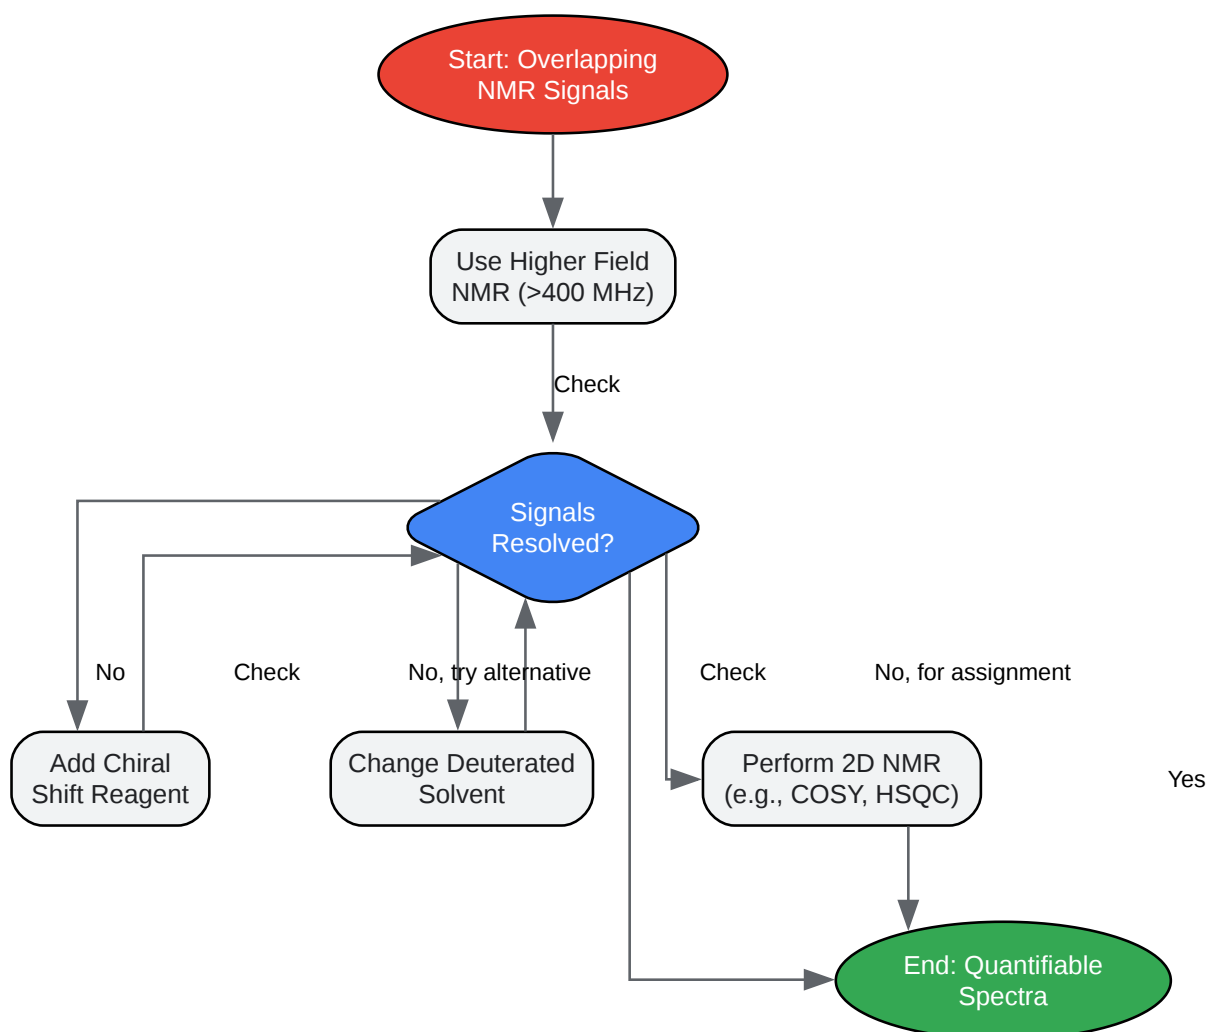 Start: Overlapping
NMR Signals
Use Higher Field
NMR (>400 MHz)
Check
Signals
Resolved?
No
Check
No, try alternative
Check
No, for assignment
Add Chiral
Shift Reagent
Change Deuterated
Solvent
Perform 2D NMR
(e.g., COSY, HSQC)
Yes
End: Quantifiable
Spectra